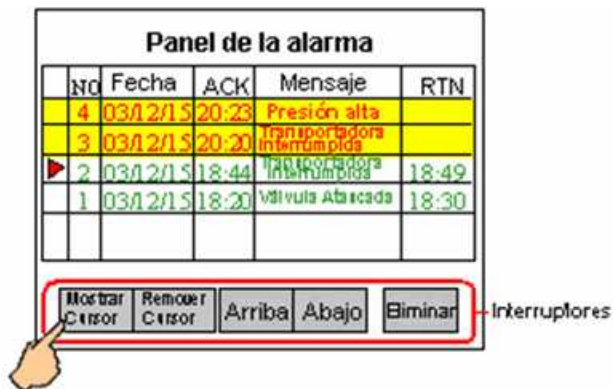 Panel de la alarma
NO Fecha ACK Mensaje RTN
4 03/12/15 20:23 Presión alta
3 03/12/15 20:20 Transportadora Interrumpida
2 03/12/15 18:44 Transportadora Interrumpida 18:49
1 03/12/15 18:20 Válvula Atascada 18:30
Mostrar Cursor Remover Cursor Arriba Abajo Eliminar
Interruptores